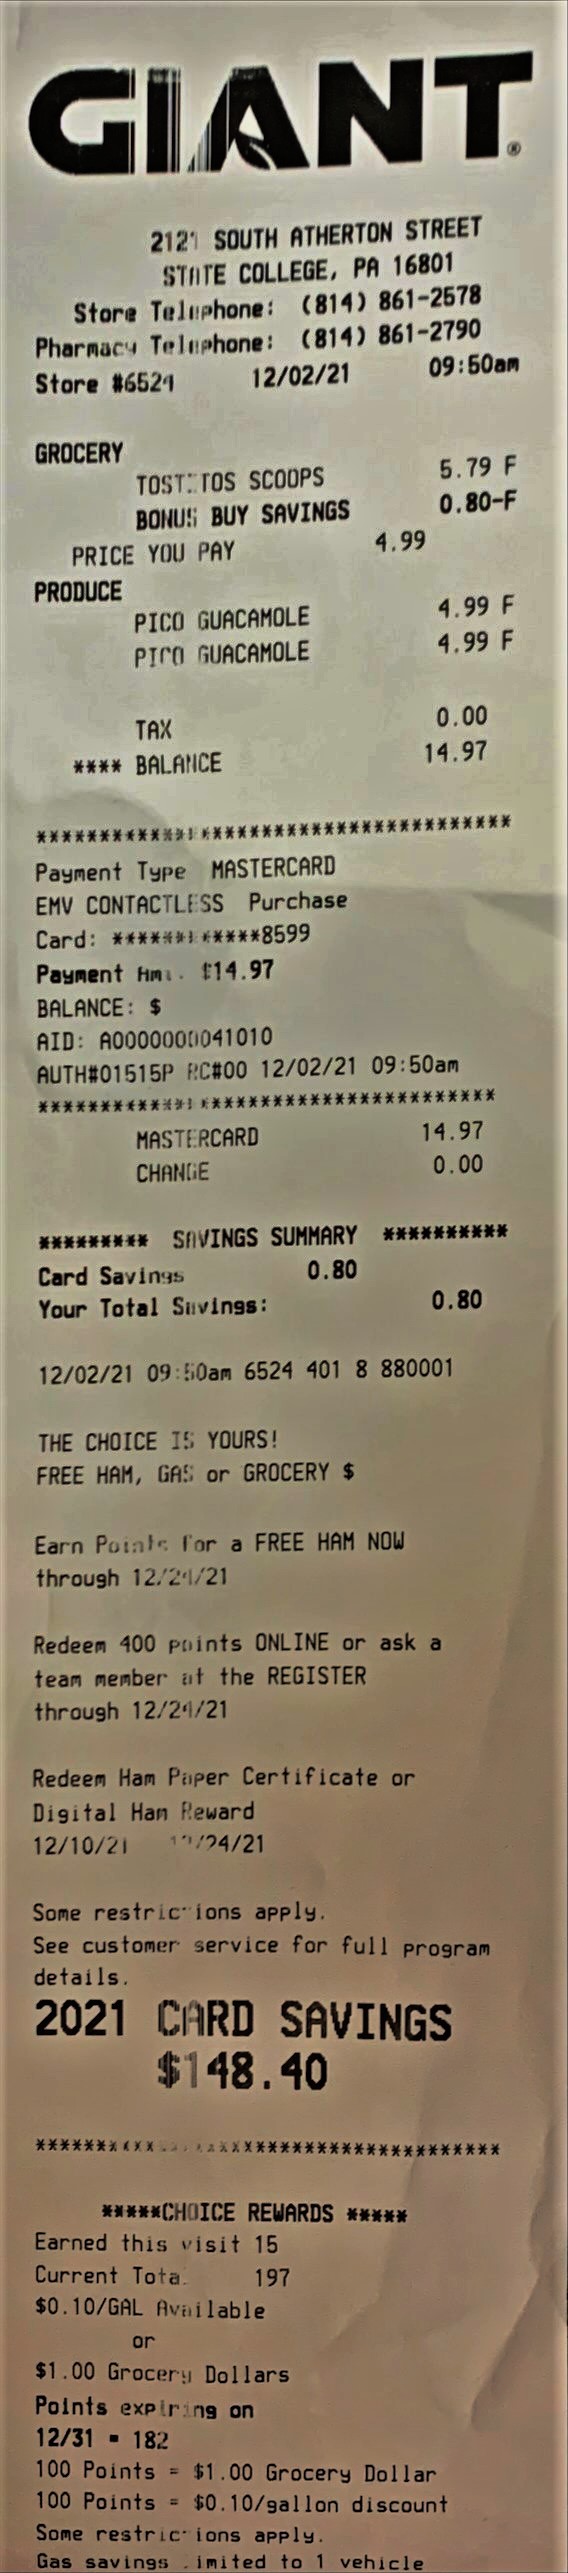 GIANT®
2121 SOUTH ATHERTON STREET
STATE COLLEGE, PA 16801
Store Telephone: (814) 861-2578
Pharmacy Telephone: (814) 861-2790
Store #6524 12/02/21 09:50am
GROCERY
TOSTITOS SCOOPS 5.79 F
BONUS BUY SAVINGS 0.80-F
PRICE YOU PAY 4.99
PRODUCE
PICO GUACAMOLE 4.99 F
PICO GUACAMOLE 4.99 F
TAX 0.00
**** BALANCE 14.97
**************************************
Payment Type MASTERCARD
EMV CONTACTLESS Purchase
Card: ************8599
Payment Amt. $14.97
BALANCE: $
AID: A0000000041010
AUTH#01515P RC#00 12/02/21 09:50am
**************************************
MASTERCARD 14.97
CHANGE 0.00
********* SAVINGS SUMMARY **********
Card Savings 0.80
Your Total Savings: 0.80
12/02/21 09:50am 6524 401 8 880001
THE CHOICE IS YOURS!
FREE HAM, GAS or GROCERY $
Earn Points for a FREE HAM NOW
through 12/24/21
Redeem 400 points ONLINE or ask a
team member at the REGISTER
through 12/24/21
Redeem Ham Paper Certificate or
Digital Ham Reward
12/10/21 12/24/21
Some restrictions apply.
See customer service for full program
details.
2021 CARD SAVINGS
$148.40
**************************************
*****CHOICE REWARDS *****
Earned this visit 15
Current Total 197
$0.10/GAL Available
or
$1.00 Grocery Dollars
Points expiring on
12/31 = 182
100 Points = $1.00 Grocery Dollar
100 Points = $0.10/gallon discount
Some restrictions apply.
Gas savings limited to 1 vehicle